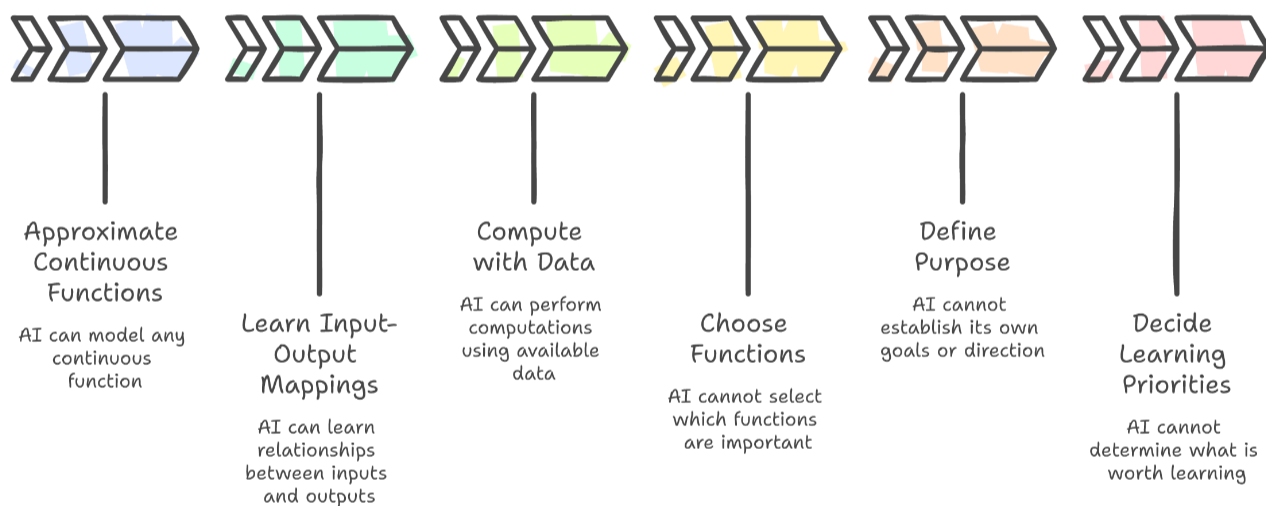 Approximate
Continuous
Functions
AI can model any
continuous
function
Learn Input-
Output
Mappings
AI can learn
relationships
between inputs
and outputs
Compute
with Data
AI can perform
computations
using available
data
Choose
Functions
AI cannot select
which functions
are important
Define
Purpose
AI cannot
establish its own
goals or direction
Decide
Learning
Priorities
AI cannot
determine what is
worth learning